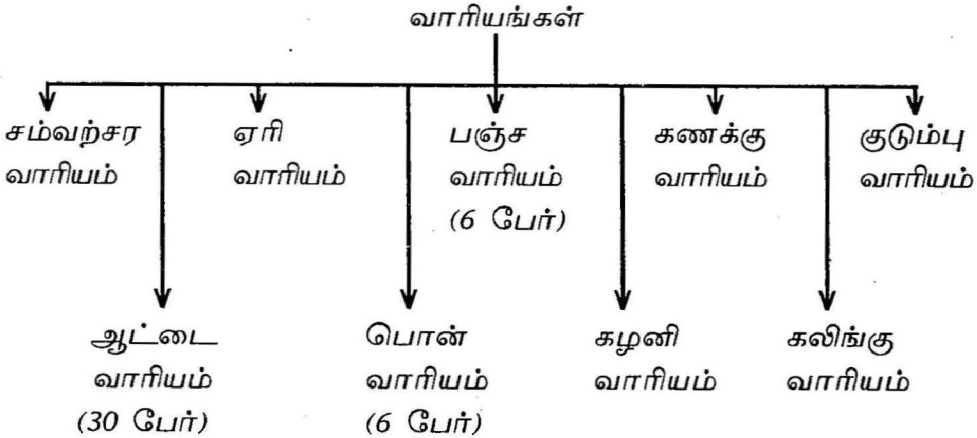 வாரியங்கள்
சம்வற்சர வாரியம்
ஏரி வாரியம்
பஞ்ச வாரியம் (6 பேர்)
கணக்கு வாரியம்
குடும்பு வாரியம்
ஆட்டை வாரியம் (30 பேர்)
பொன் வாரியம் (6 பேர்)
கழனி வாரியம்
கலிங்கு வாரியம்